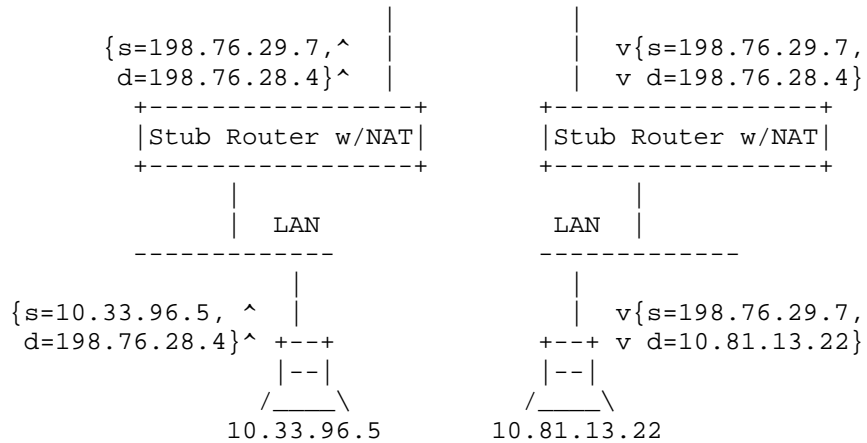 |                 |
        {s=198.76.29.7,^  |                 |  v{s=198.76.29.7,
         d=198.76.28.4}^  |                 |  v d=198.76.28.4}
          +-----------------+       +-----------------+
          |Stub Router w/NAT|       |Stub Router w/NAT|
          +-----------------+       +-----------------+
                |                                 |
                |  LAN                       LAN  |
          -------------             -------------
                    |                 |
{s=10.33.96.5, ^  |                 |  v{s=198.76.29.7,
 d=198.76.28.4}^ +--+             +--+ v d=10.81.13.22}
                 |--|             |--|
                /____\           /____\
              10.33.96.5       10.81.13.22